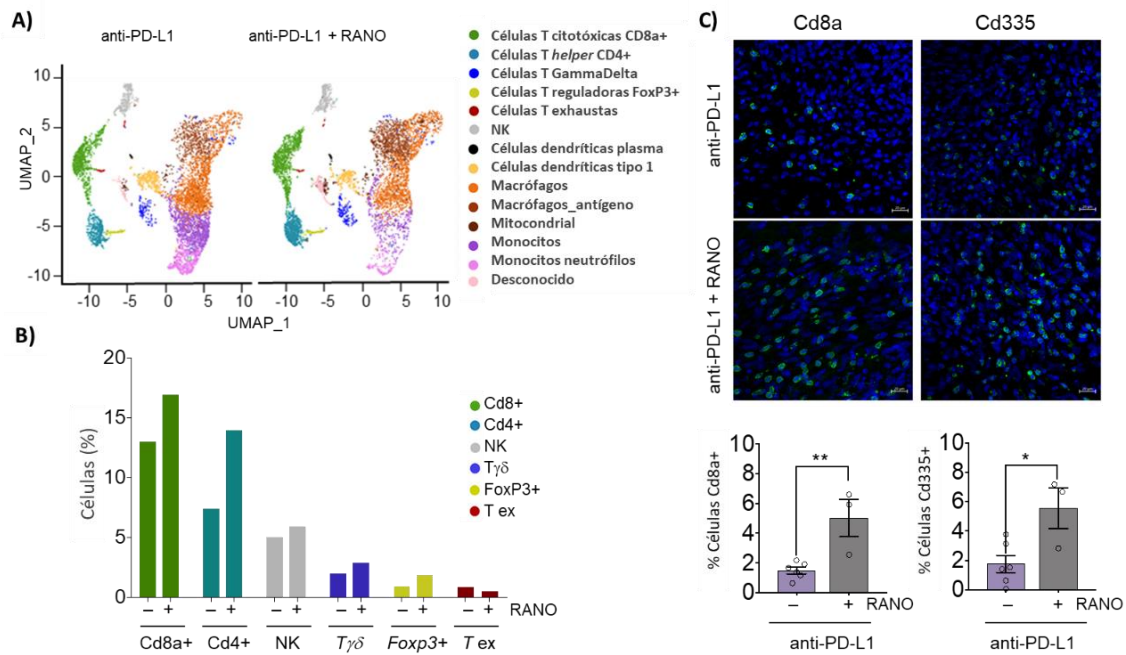 A)
anti-PD-L1
anti-PD-L1 + RANO
10
5
0
-5
-10
UMAP_2
-10
-5
0
5
10
-10
-5
0
5
10
UMAP_1
Células T citotóxicas CD8a+
Células T helper CD4+
Células T GammaDelta
Células T reguladoras FoxP3+
Células T exhaustas
NK
Células dendríticas plasma
Células dendríticas tipo 1
Macrófagos
Macrófagos_antígeno
Mitocondrial
Monocitos
Monocitos neutrófilos
Desconocido
B)
20
15
10
5
0
Células (%)
Cd8+
Cd4+
NK
Tγδ
FoxP3+
T ex
– + – + – + – + – + – + RANO
Cd8a+ Cd4+ NK Tγδ Foxp3+ T ex
C)
Cd8a
Cd335
anti-PD-L1
anti-PD-L1 + RANO
10
8
6
4
2
0
% Células Cd8a+
**
– + RANO
anti-PD-L1
10
8
6
4
2
0
% Células Cd335+
*
– + RANO
anti-PD-L1